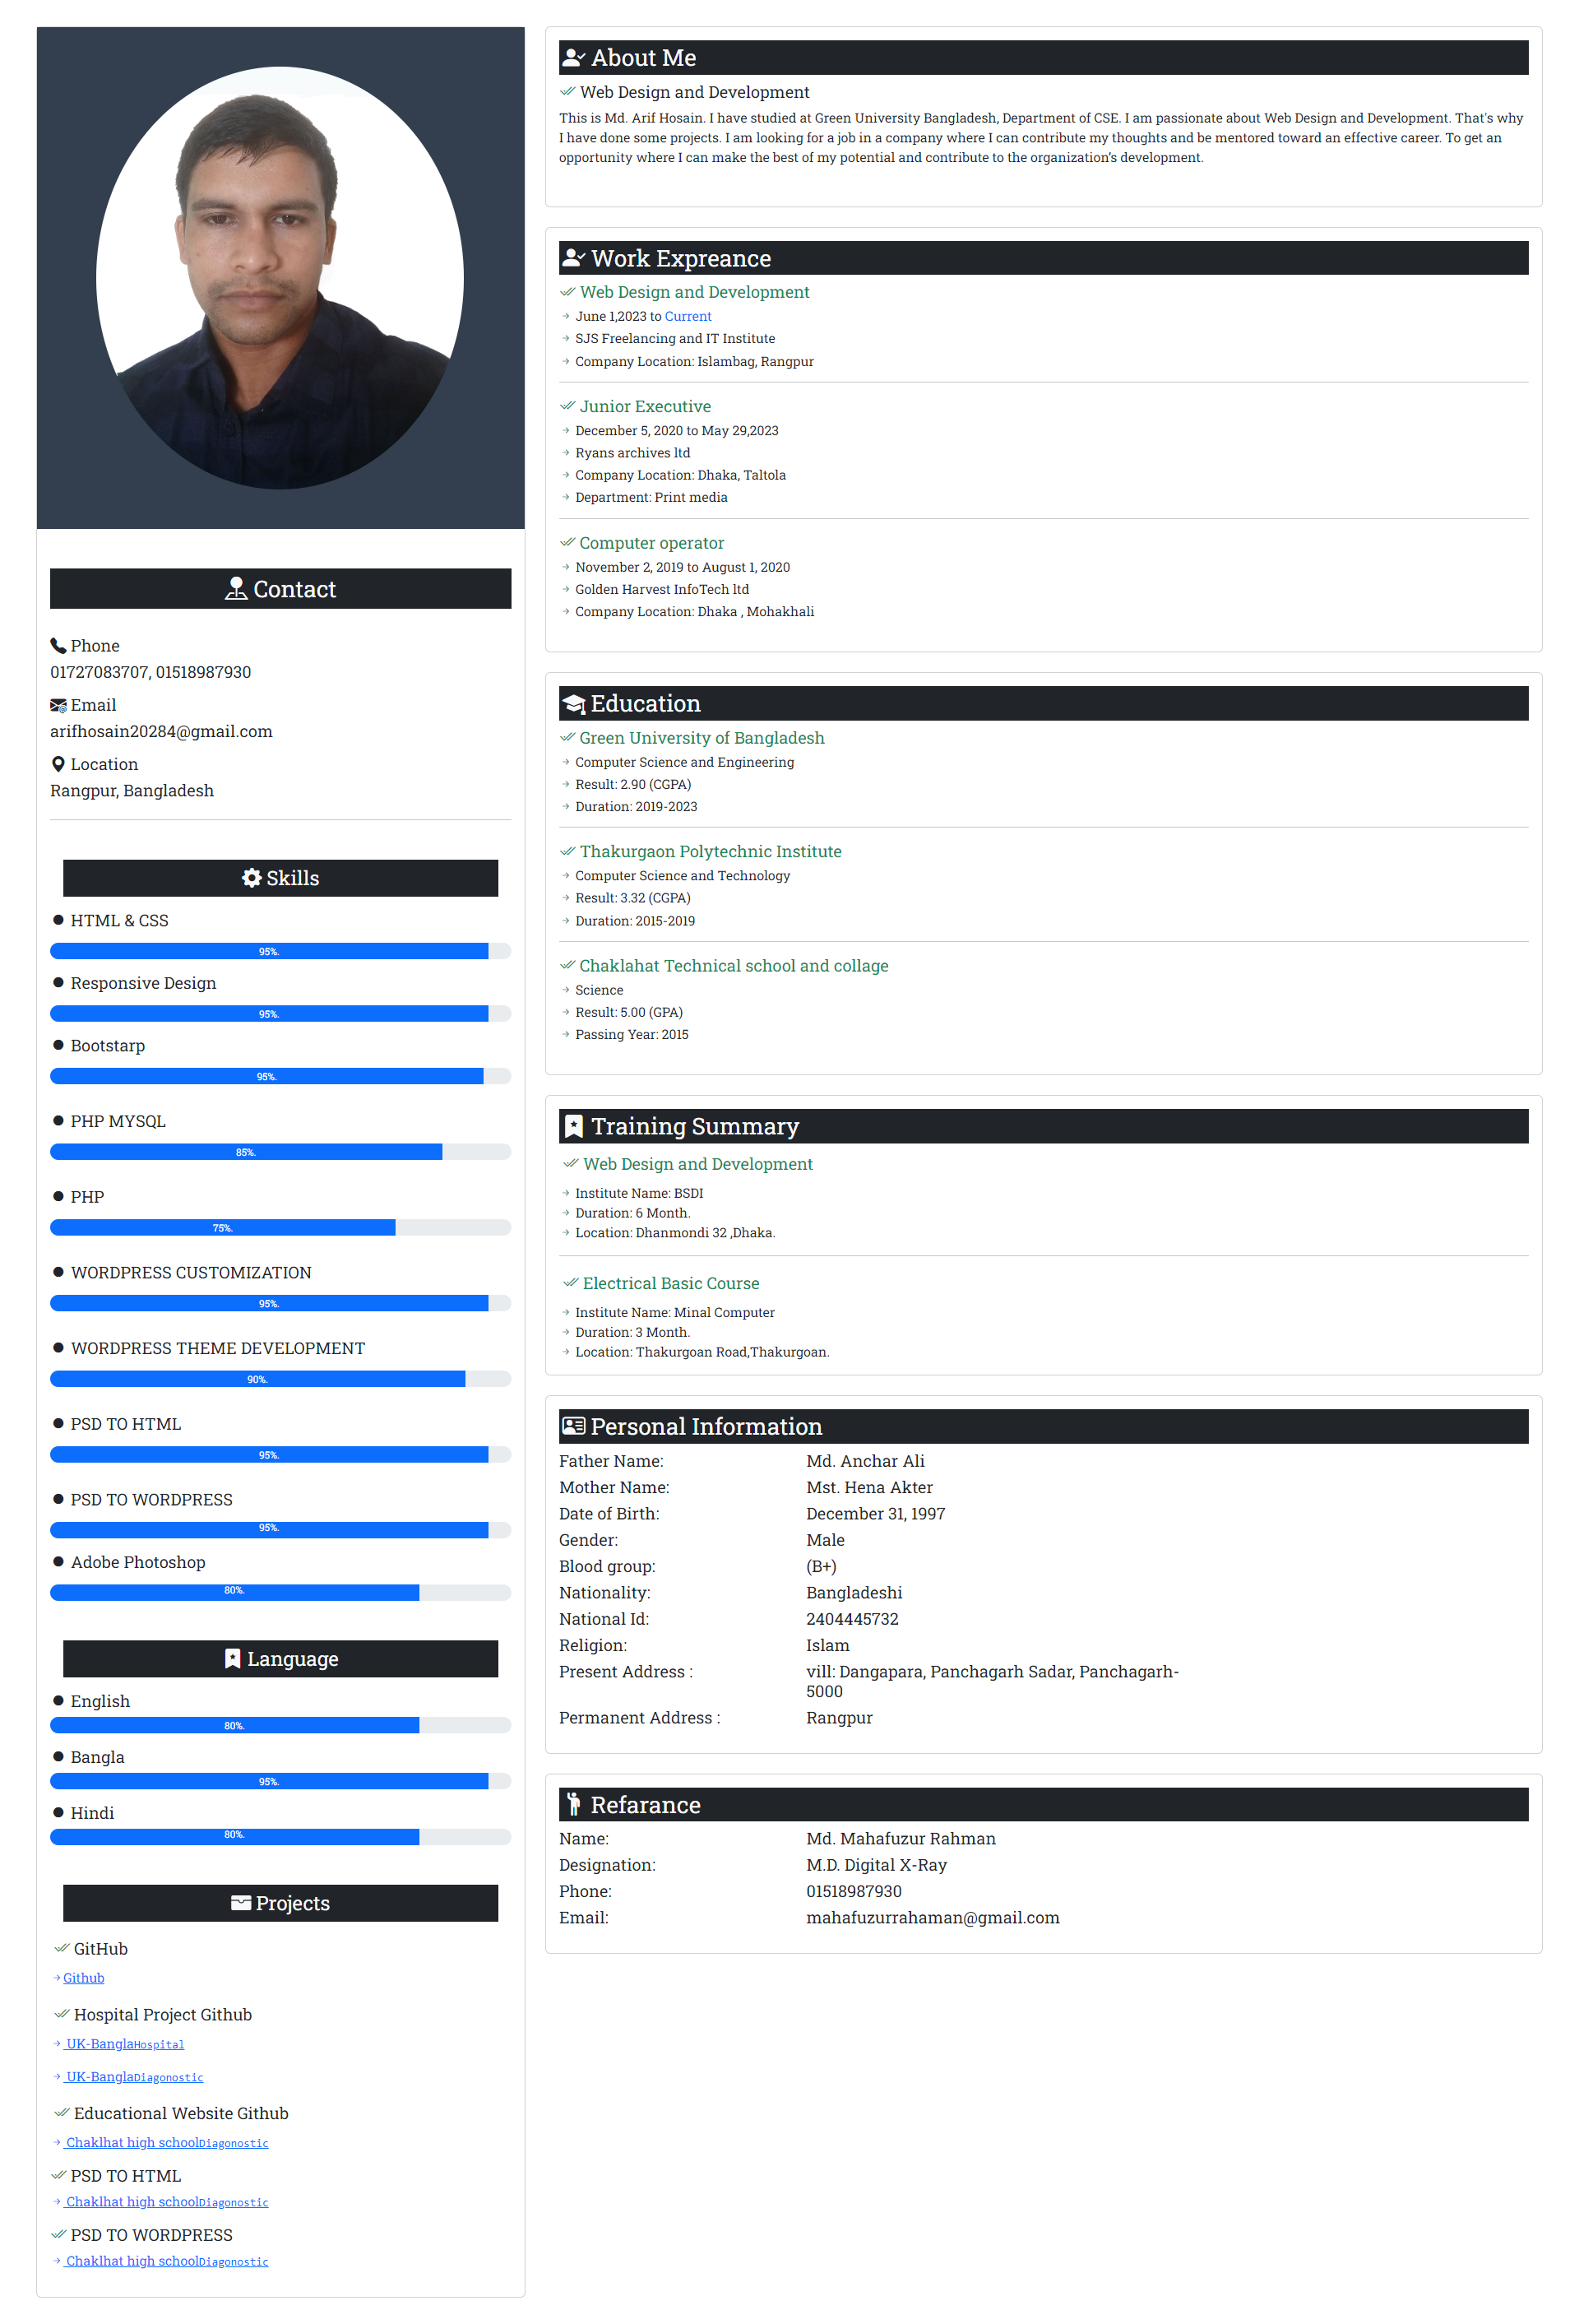 Contact
Phone
01727083707, 01518987930
Email
arifhosain20284@gmail.com
Location
Rangpur, Bangladesh
Skills
HTML & CSS
95%.
Responsive Design
95%.
Bootstarp
95%.
PHP MYSQL
85%.
PHP
75%.
WORDPRESS CUSTOMIZATION
95%.
WORDPRESS THEME DEVELOPMENT
90%.
PSD TO HTML
95%.
PSD TO WORDPRESS
95%.
Adobe Photoshop
80%.
Language
English
80%.
Bangla
95%.
Hindi
80%.
Projects
GitHub
Github
Hospital Project Github
UK-BanglaHospital
UK-BanglaDiagonostic
Educational Website Github
Chaklhat high schoolDiagonostic
PSD TO HTML
Chaklhat high schoolDiagonostic
PSD TO WORDPRESS
Chaklhat high schoolDiagonostic
About Me
Web Design and Development
This is Md. Arif Hosain. I have studied at Green University Bangladesh, Department of CSE. I am passionate about Web Design and Development. That's why
I have done some projects. I am looking for a job in a company where I can contribute my thoughts and be mentored toward an effective career. To get an
opportunity where I can make the best of my potential and contribute to the organization’s development.
Work Expreance
Web Design and Development
June 1,2023 to Current
SJS Freelancing and IT Institute
Company Location: Islambag, Rangpur
Junior Executive
December 5, 2020 to May 29,2023
Ryans archives ltd
Company Location: Dhaka, Taltola
Department: Print media
Computer operator
November 2, 2019 to August 1, 2020
Golden Harvest InfoTech ltd
Company Location: Dhaka , Mohakhali
Education
Green University of Bangladesh
Computer Science and Engineering
Result: 2.90 (CGPA)
Duration: 2019-2023
Thakurgaon Polytechnic Institute
Computer Science and Technology
Result: 3.32 (CGPA)
Duration: 2015-2019
Chaklahat Technical school and collage
Science
Result: 5.00 (GPA)
Passing Year: 2015
Training Summary
Web Design and Development
Institute Name: BSDI
Duration: 6 Month.
Location: Dhanmondi 32 ,Dhaka.
Electrical Basic Course
Institute Name: Minal Computer
Duration: 3 Month.
Location: Thakurgoan Road,Thakurgoan.
Personal Information
Father Name: Md. Anchar Ali
Mother Name: Mst. Hena Akter
Date of Birth: December 31, 1997
Gender: Male
Blood group: (B+)
Nationality: Bangladeshi
National Id: 2404445732
Religion: Islam
Present Address : vill: Dangapara, Panchagarh Sadar, Panchagarh-
5000
Permanent Address : Rangpur
Refarance
Name: Md. Mahafuzur Rahman
Designation: M.D. Digital X-Ray
Phone: 01518987930
Email: mahafuzurrahaman@gmail.com